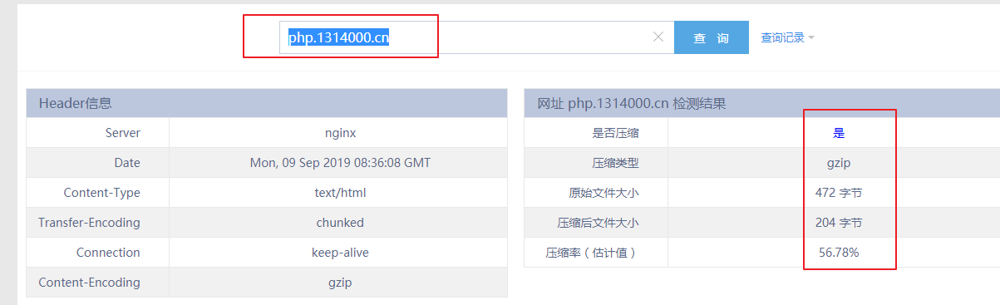 php.1314000.cn
查 询
查询记录
Header信息
Server nginx
Date Mon, 09 Sep 2019 08:36:08 GMT
Content-Type text/html
Transfer-Encoding chunked
Connection keep-alive
Content-Encoding gzip
网址 php.1314000.cn 检测结果
是否压缩 是
压缩类型 gzip
原始文件大小 472 字节
压缩后文件大小 204 字节
压缩率（估计值） 56.78%